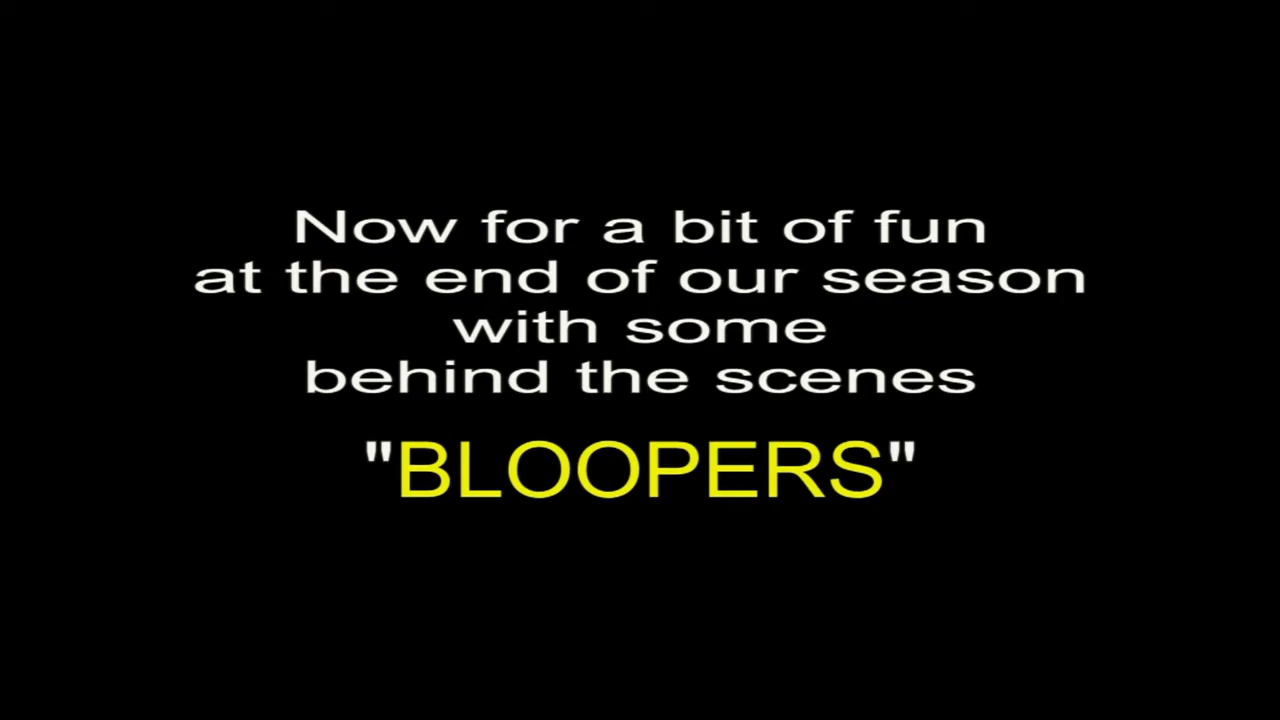 Now for a bit of fun
at the end of our season
with some
behind the scenes
"BLOOPERS"